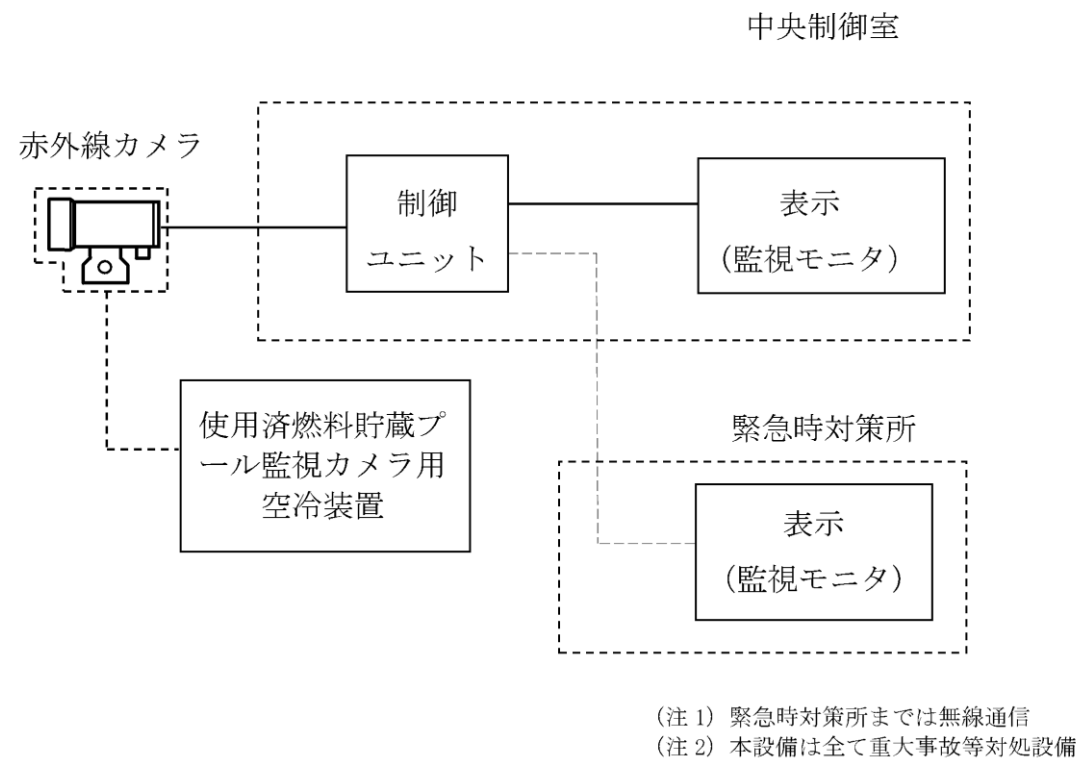 中央制御室
赤外線カメラ
制御
ユニット
表示
（監視モニタ）
使用済燃料貯蔵プ
ール監視カメラ用
空冷装置
緊急時対策所
表示
（監視モニタ）
（注 1）緊急時対策所までは無線通信
（注 2）本設備は全て重大事故等対処設備